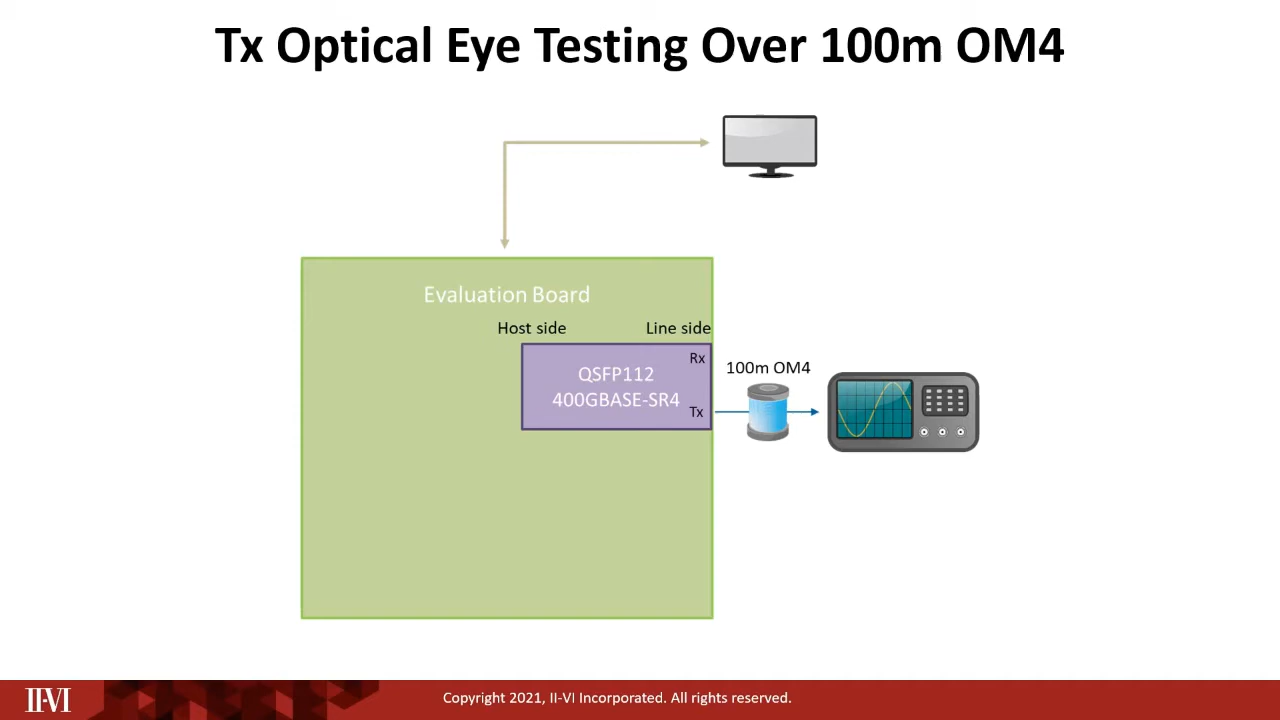 Tx Optical Eye Testing Over 100m OM4
Evaluation Board
Host side
Line side
Rx
QSFP112
400GBASE-SR4
Tx
100m OM4
II-VI
Copyright 2021, II-VI Incorporated. All rights reserved.